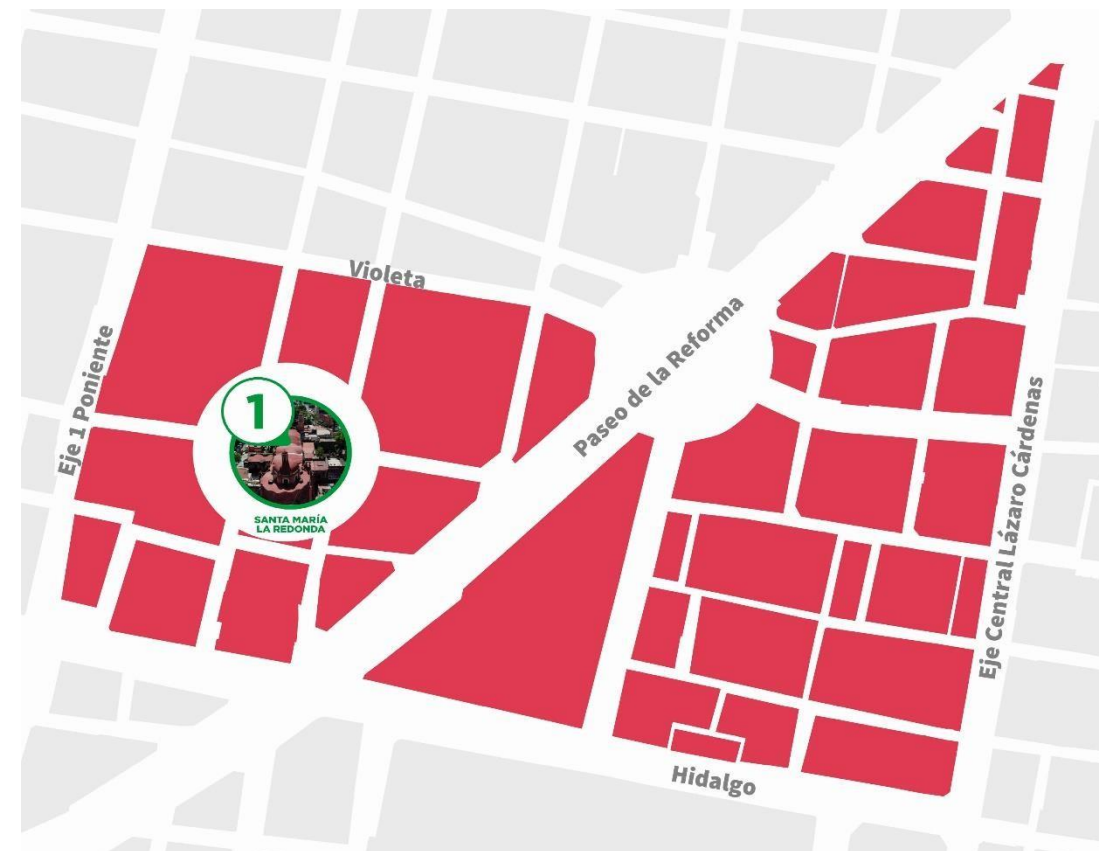 Violeta
Paseo de la Reforma
Eje 1 Poniente
1
SANTA MARÍA
LA REDONDA
Eje Central Lázaro Cárdenas
Hidalgo